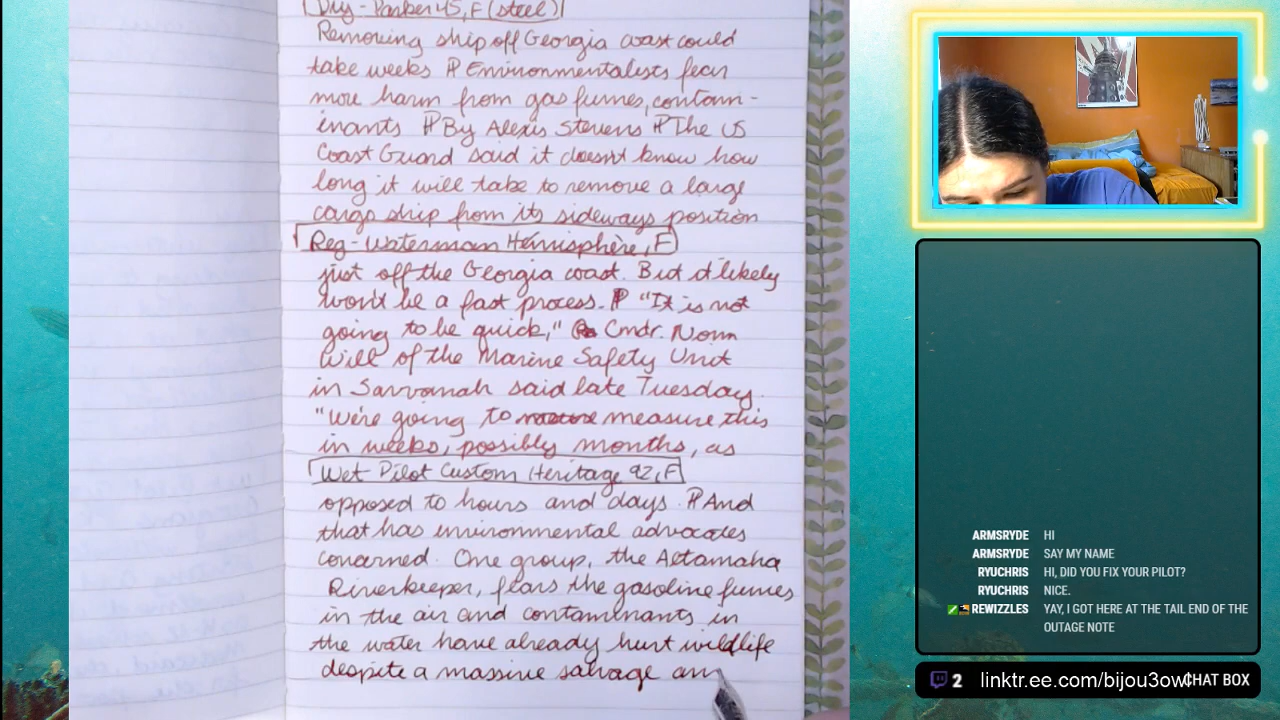 Dry - Parker 45, F (steel)
Removing ship off Georgia coast could
take weeks ⁋ Environmentalists fear
more harm from gas fumes, contam-
inants ⁋ By Alexis Stevens ⁋ The US
Coast Guard said it doesn't know how
long it will take to remove a large
cargo ship from its sideways position
Reg - Waterman Hémisphère, F
just off the Georgia coast. But it likely
won't be a fast process. ⁋ "It is not
going to be quick," Cmdr. Norm
Will of the Marine Safety Unit
in Savvanah said late Tuesday.
"We're going to measure this
in weeks, possibly months, as
Wet Pilot Custom Heritage 92, F
opposed to hours and days. ⁋ And
that has environmental advocates
concerned. One group, the Altamaha
Riverkeeper, fears the gasoline fumes
in the air and contaminants in
the water have already hurt wildlife
despite a massive salvage an
ARMSRYDE HI
ARMSRYDE SAY MY NAME
RYUCHRIS HI, DID YOU FIX YOUR PILOT?
RYUCHRIS NICE.
REWIZZLES YAY, I GOT HERE AT THE TAIL END OF THE
OUTAGE NOTE
2 linktr.ee.com/bijou3owl CHAT BOX